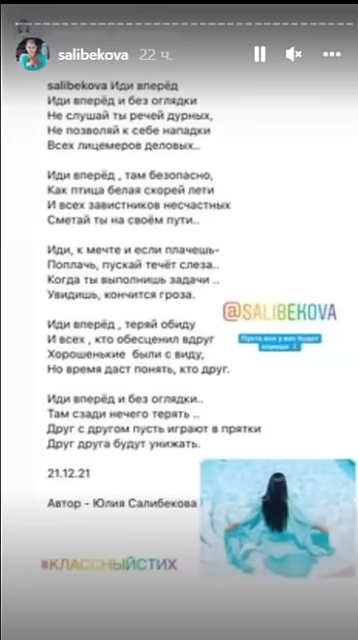 salibekova 22 ч.
salibekova Иди вперёд
Иди вперёд и без оглядки
Не слушай ты речей дурных,
Не позволяй к себе нападки
Всех лицемеров деловых..
Иди вперёд , там безопасно,
Как птица белая скорей лети
И всех завистников несчастных
Сметай ты на своём пути..
Иди, к мечте и если плачешь-
Поплачь, пускай течёт слеза..
Когда ты выполнишь задачи ..
Увидишь, кончится гроза.
@SALIBEKOVA
Пусть все у вас будет
хорошо
Иди вперёд , теряй обиду
И всех , кто обесценил вдруг
Хорошенькие были с виду,
Но время даст понять, кто друг.
Иди вперёд и без оглядки..
Там сзади нечего терять ..
Друг с другом пусть играют в прятки
Друг друга будут унижать.
21.12.21
Автор - Юлия Салибекова
#КЛАССНЫЙСТИХ